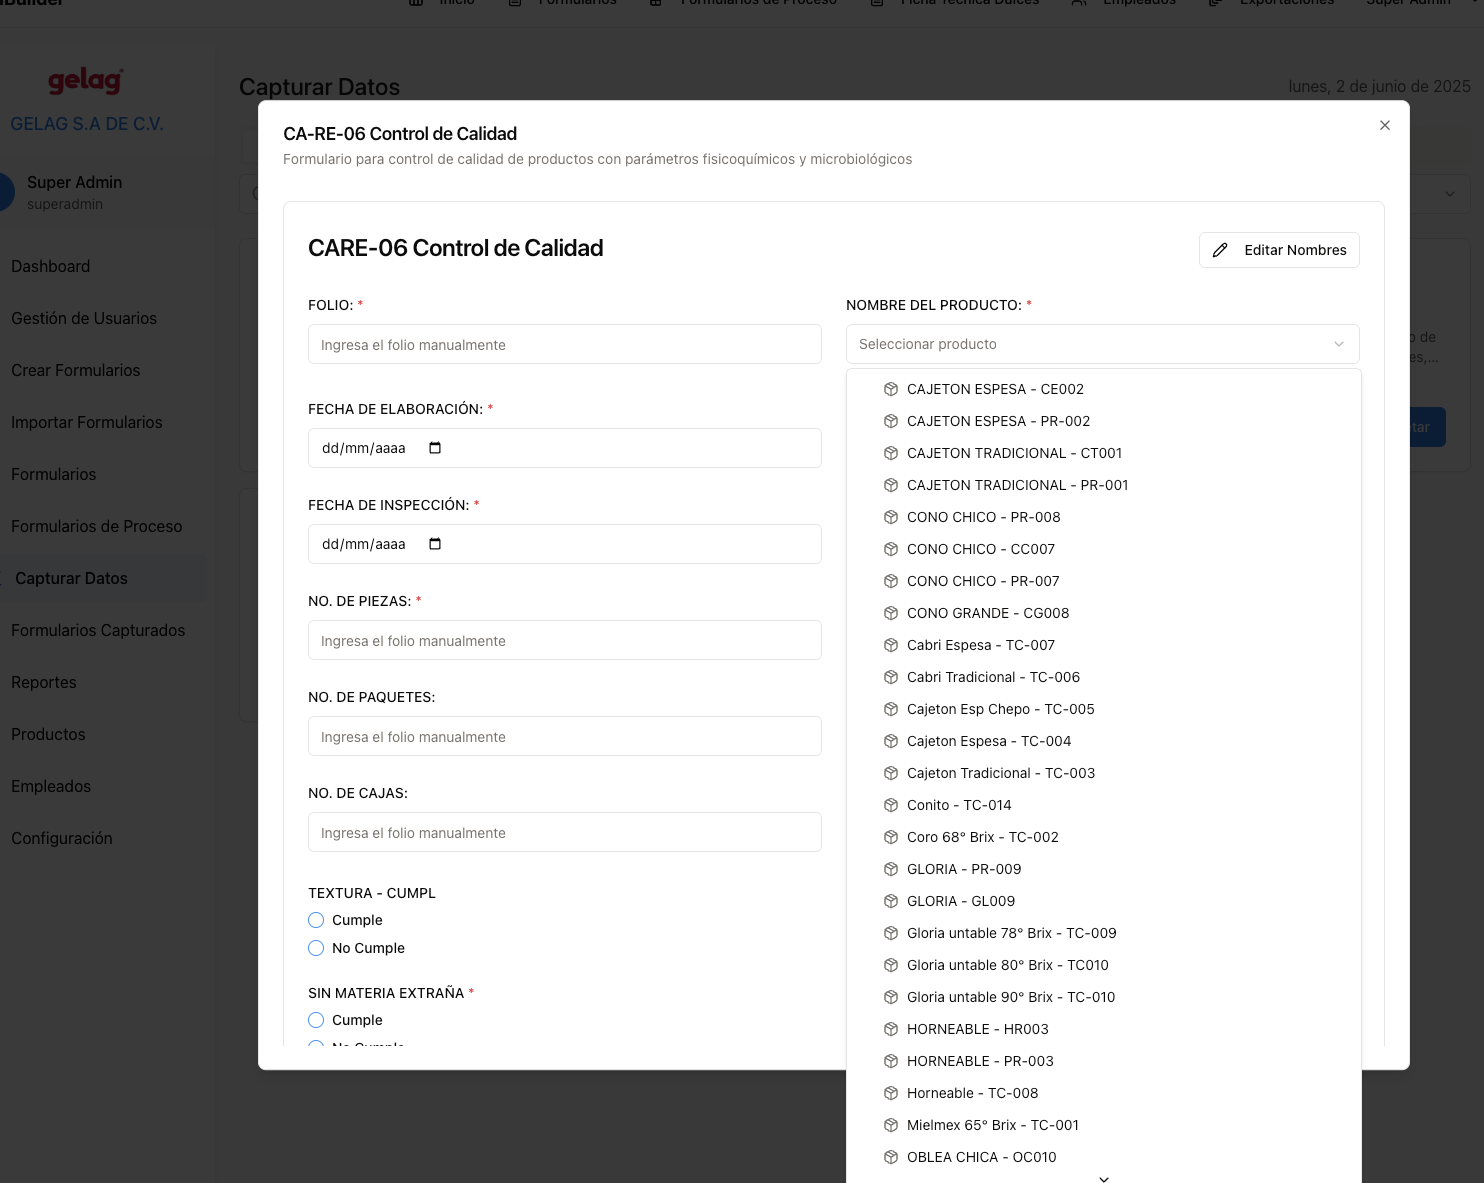 Inicio
Formularios
Formularios de Proceso
Ficha Técnica Dulces
Empleados
Exportaciones
Super Admin
gelag
GELAG S.A DE C.V.
Super Admin
superadmin
Dashboard
Gestión de Usuarios
Crear Formularios
Importar Formularios
Formularios
Formularios de Proceso
Capturar Datos
Formularios Capturados
Reportes
Productos
Empleados
Configuración
Capturar Datos
lunes, 2 de junio de 2025
CA-RE-06 Control de Calidad
Formulario para control de calidad de productos con parámetros fisicoquímicos y microbiológicos
CARE-06 Control de Calidad
Editar Nombres
FOLIO: *
Ingresa el folio manualmente
FECHA DE ELABORACIÓN: *
dd/mm/aaaa
FECHA DE INSPECCIÓN: *
dd/mm/aaaa
NO. DE PIEZAS: *
Ingresa el folio manualmente
NO. DE PAQUETES:
Ingresa el folio manualmente
NO. DE CAJAS:
Ingresa el folio manualmente
TEXTURA - CUMPL
Cumple
No Cumple
SIN MATERIA EXTRAÑA *
Cumple
No Cumple
NOMBRE DEL PRODUCTO: *
Seleccionar producto
CAJETON ESPESA - CE002
CAJETON ESPESA - PR-002
CAJETON TRADICIONAL - CT001
CAJETON TRADICIONAL - PR-001
CONO CHICO - PR-008
CONO CHICO - CC007
CONO CHICO - PR-007
CONO GRANDE - CG008
Cabri Espesa - TC-007
Cabri Tradicional - TC-006
Cajeton Esp Chepo - TC-005
Cajeton Espesa - TC-004
Cajeton Tradicional - TC-003
Conito - TC-014
Coro 68° Brix - TC-002
GLORIA - PR-009
GLORIA - GL009
Gloria untable 78° Brix - TC-009
Gloria untable 80° Brix - TC010
Gloria untable 90° Brix - TC-010
HORNEABLE - HR003
HORNEABLE - PR-003
Horneable - TC-008
Mielmex 65° Brix - TC-001
OBLEA CHICA - OC010